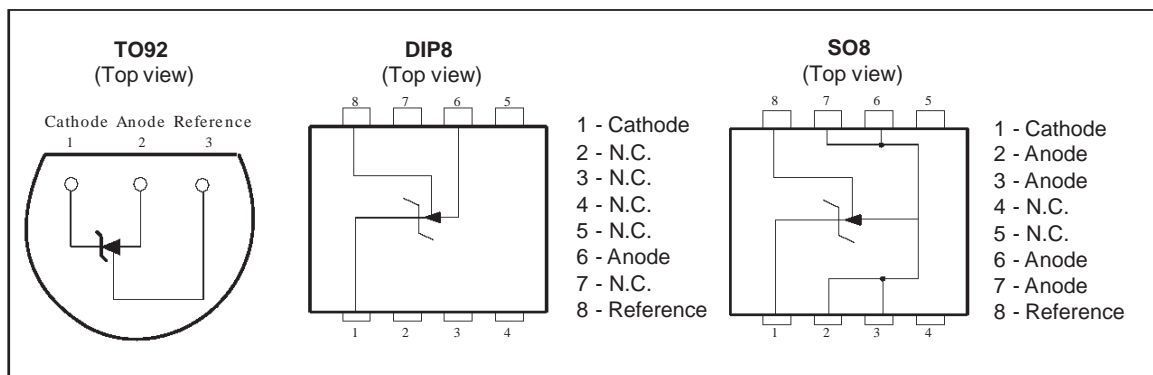 TO92
(Top view)
Cathode Anode Reference
1 2 3
DIP8
(Top view)
8 7 6 5
1 2 3 4
1 - Cathode
2 - N.C.
3 - N.C.
4 - N.C.
5 - N.C.
6 - Anode
7 - N.C.
8 - Reference
SO8
(Top view)
8 7 6 5
1 2 3 4
1 - Cathode
2 - Anode
3 - Anode
4 - N.C.
5 - N.C.
6 - Anode
7 - Anode
8 - Reference